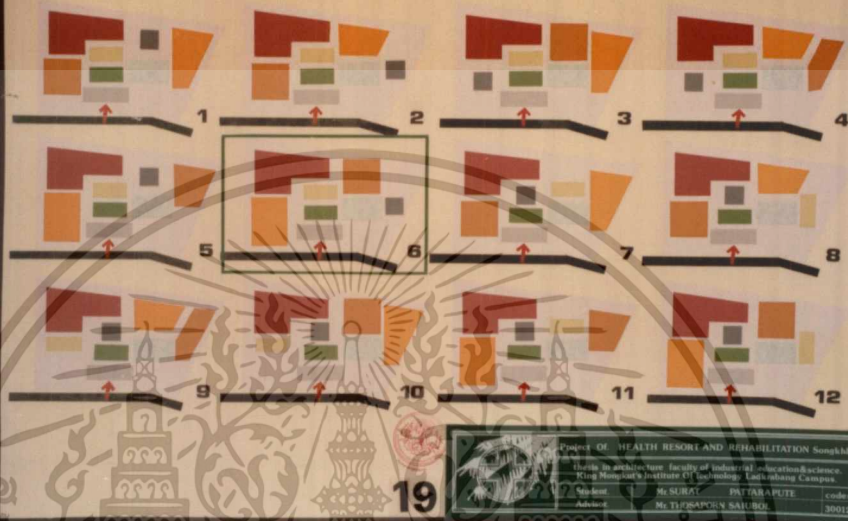 1 2 3 4
5 6 7 8
9 10 11 12
19
Project OF HEALTH RESORT AND REHABILITATION
thesis in architecture faculty of industrial education&science.
King Mongkut's Institute Of Technology Ladkrabang Campus
Student Mr. SURAT PATTARAPUTE code
Advisor Mr. THOSAPORN SAIUBOL 3001